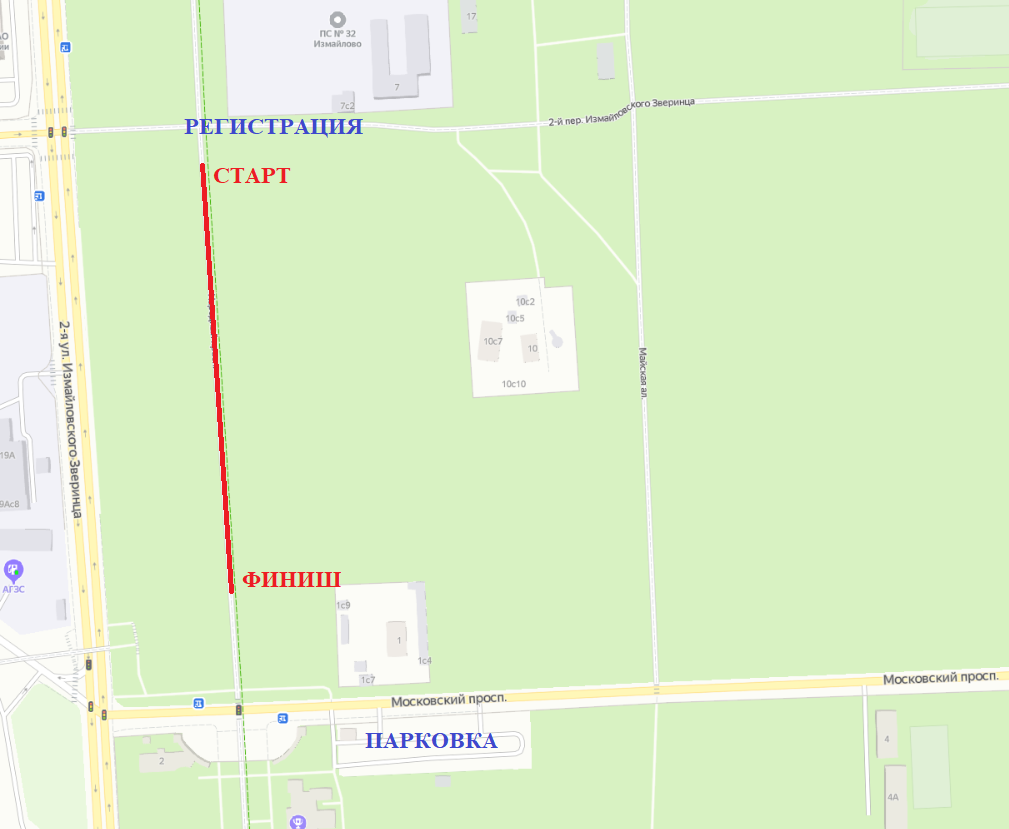 17
ПС № 32
Измайлово
7
7с2
2-й пер. Измайловского Зверинца
РЕГИСТРАЦИЯ
СТАРТ
10с2
10с5
10с7
10
10с10
2-я ул. Измайловского Зверинца
Майская ал.
19А
9Ас8
АГЗС
ФИНИШ
1с9
1
1с4
1с7
Московский просп.
Московский просп.
ПАРКОВКА
2
4
4А